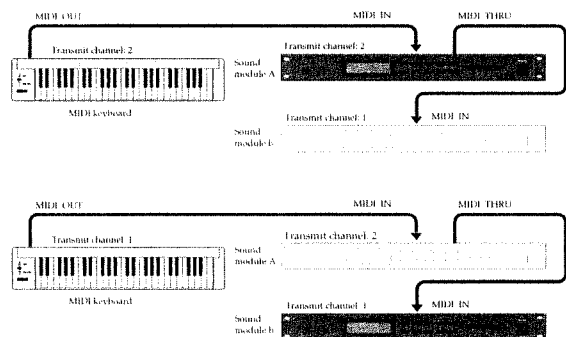 MIDI OUT MIDI IN MIDI THRU
Transmit channel: 2 Sound module A Transmit channel: 2
MIDI keyboard
Transmit channel: 1 MIDI IN
Sound module b
MIDI OUT MIDI IN MIDI THRU
Transmit channel 1 Sound module A Transmit channel: 2
MIDI keyboard
Transmit channel 1 MIDI IN
Sound module b